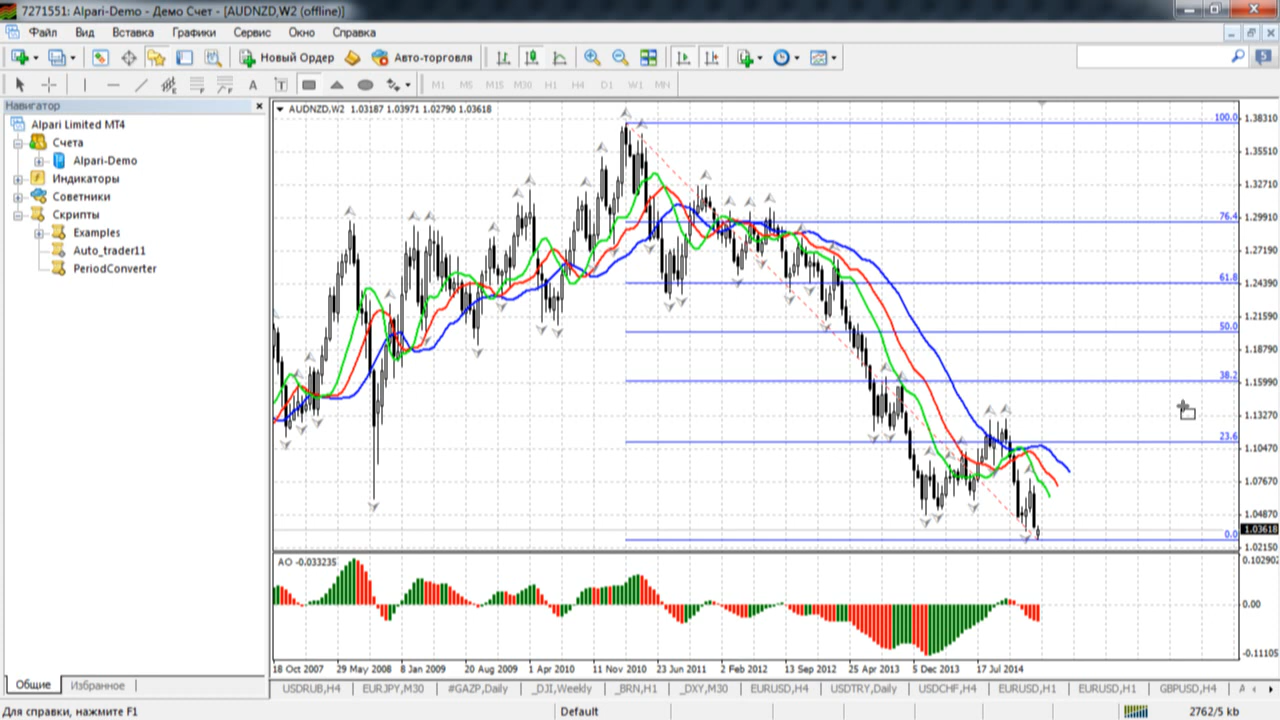 7271551: Alpari-Demo - Демо Счет - [AUDNZD,W2 (offline)]
Файл Вид Вставка Графики Сервис Окно Справка
Новый Ордер Авто-торговля
5
A T M1 M5 M15 M30 H1 H4 D1 W1 MN
Навигатор
Alpari Limited MT4
Счета
Alpari-Demo
Индикаторы
Советники
Скрипты
Examples
Auto_trader11
PeriodConverter
Общие Избранное
AUDNZD,W2 1.03187 1.03971 1.02790 1.03618
100.0
76.4
61.8
50.0
38.2
23.6
0.0
1.38310
1.35510
1.32710
1.29910
1.27190
1.24390
1.21590
1.18790
1.15990
1.13270
1.10470
1.07670
1.04870
1.03618
1.02150
AO -0.033235
0.102902
0.00
-0.11105
18 Oct 2007 29 May 2008 8 Jan 2009 20 Aug 2009 1 Apr 2010 11 Nov 2010 23 Jun 2011 2 Feb 2012 13 Sep 2012 25 Apr 2013 5 Dec 2013 17 Jul 2014
USDRUB,H4 EURJPY,M30 #GAZP,Daily _DJI,Weekly _BRN,H1 _DXY,M30 EURUSD,H4 USDTRY,Daily USDCHF,H4 EURUSD,H1 EURUSD,H1 GBPUSD,H4
Для справки, нажмите F1 Default 2762/5 kb